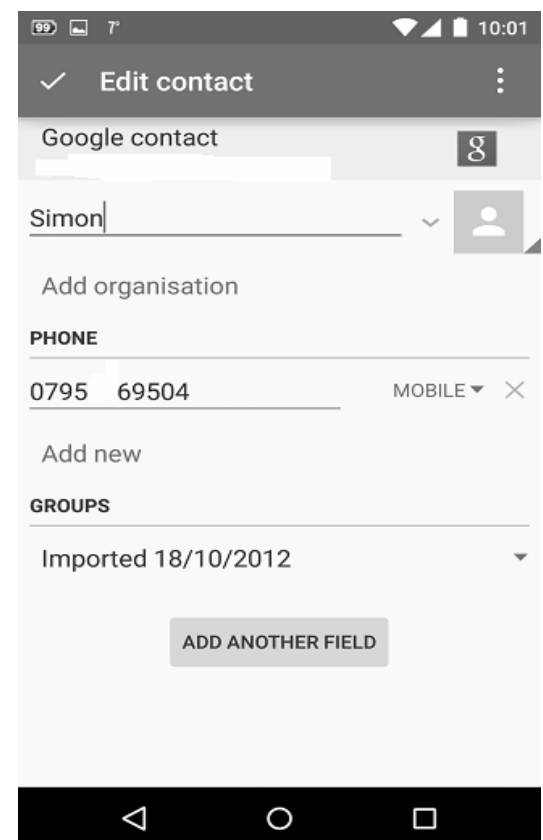 99 7° 10:01
Edit contact
Google contact
g
Simon
Add organisation
PHONE
0795 69504 MOBILE
Add new
GROUPS
Imported 18/10/2012
ADD ANOTHER FIELD